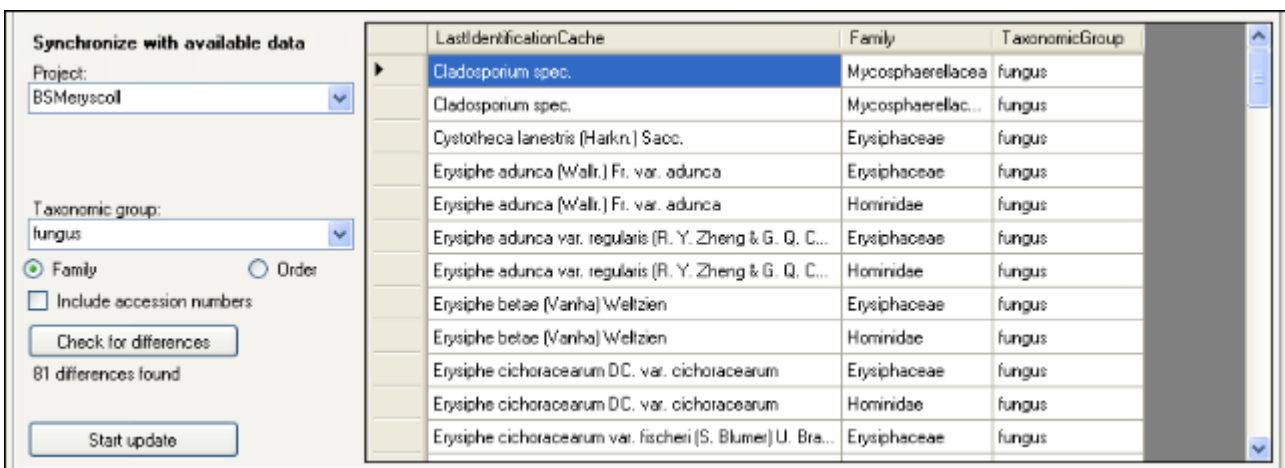 Synchronize with available data
Project:
BSMeryscoll
Taxonomic group:
fungus
Family Order
Include accession numbers
Check for differences
81 differences found
Start update
LastIdentificationCache Family TaxonomicGroup
Cladosporium spec. Mycosphaerellacea fungus
Cladosporium spec. Mycosphaerellac... fungus
Cystotheca lanestris (Harkn.) Sacc. Erysiphaceae fungus
Erysiphe adunca (Wallr.) Fr. var. adunca Erysiphaceae fungus
Erysiphe adunca (Wallr.) Fr. var. adunca Hominidae fungus
Erysiphe adunca var. regularis (R. Y. Zheng & G. Q. C... Erysiphaceae fungus
Erysiphe adunca var. regularis (R. Y. Zheng & G. Q. C... Hominidae fungus
Erysiphe betae (Vanha) Weltzien Erysiphaceae fungus
Erysiphe betae (Vanha) Weltzien Hominidae fungus
Erysiphe cichoracearum DC. var. cichoracearum Erysiphaceae fungus
Erysiphe cichoracearum DC. var. cichoracearum Hominidae fungus
Erysiphe cichoracearum var. fischeri (S. Blumer) U. Bra... Erysiphaceae fungus